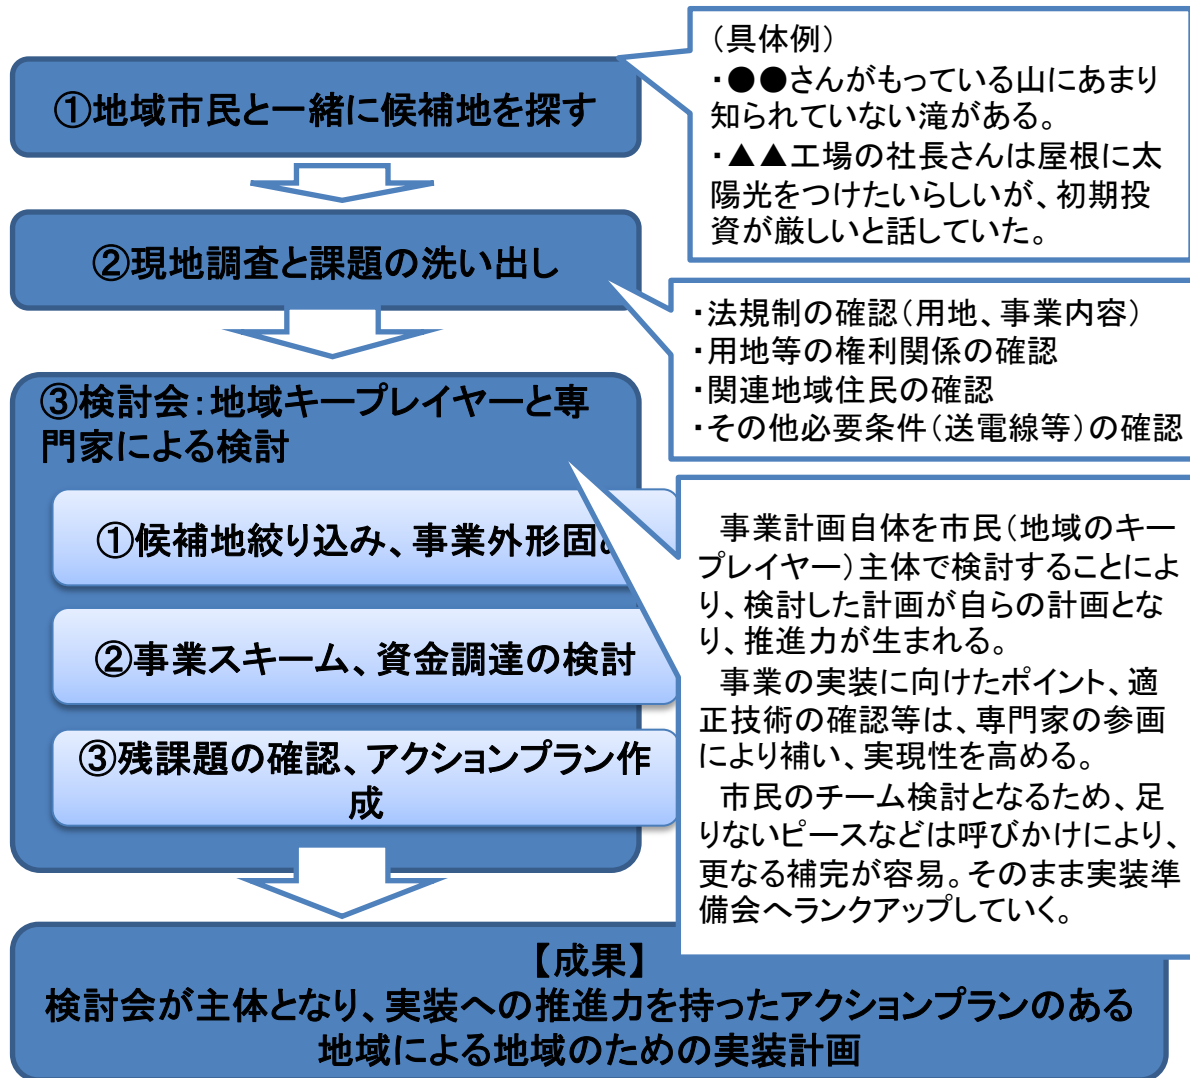 ①地域市民と一緒に候補地を探す
(具体例)
・●●さんがもっている山にあまり
知られていない滝がある。
・▲▲工場の社長さんは屋根に太
陽光をつけたいらしいが、初期投
資が厳しいと話していた。
②現地調査と課題の洗い出し
・法規制の確認(用地、事業内容)
・用地等の権利関係の確認
・関連地域住民の確認
・その他必要条件(送電線等)の確認
③検討会:地域キープレイヤーと専
門家による検討
①候補地絞り込み、事業外形固
②事業スキーム、資金調達の検討
③残課題の確認、アクションプラン作
成
事業計画自体を市民(地域のキー
プレイヤー)主体で検討することによ
り、検討した計画が自らの計画とな
り、推進力が生まれる。
事業の実装に向けたポイント、適
正技術の確認等は、専門家の参画
により補い、実現性を高める。
市民のチーム検討となるため、足
りないピースなどは呼びかけにより、
更なる補完が容易。そのまま実装準
備会へランクアップしていく。
【成果】
検討会が主体となり、実装への推進力を持ったアクションプランのある
地域による地域のための実装計画